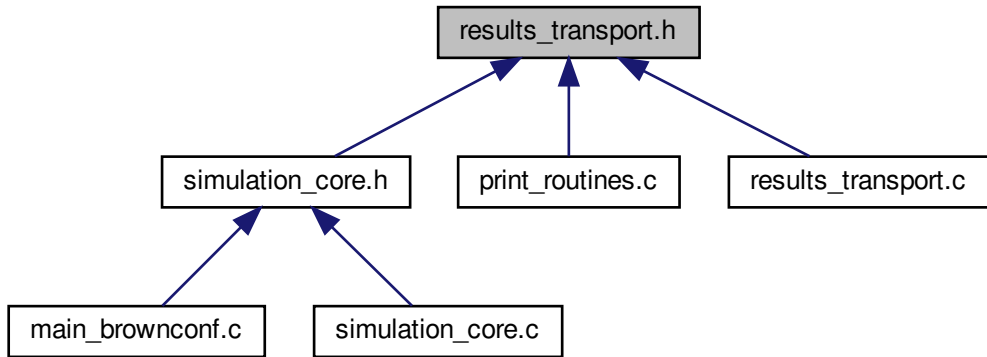 results_transport.h
simulation_core.h
print_routines.c
results_transport.c
main_brownconf.c
simulation_core.c